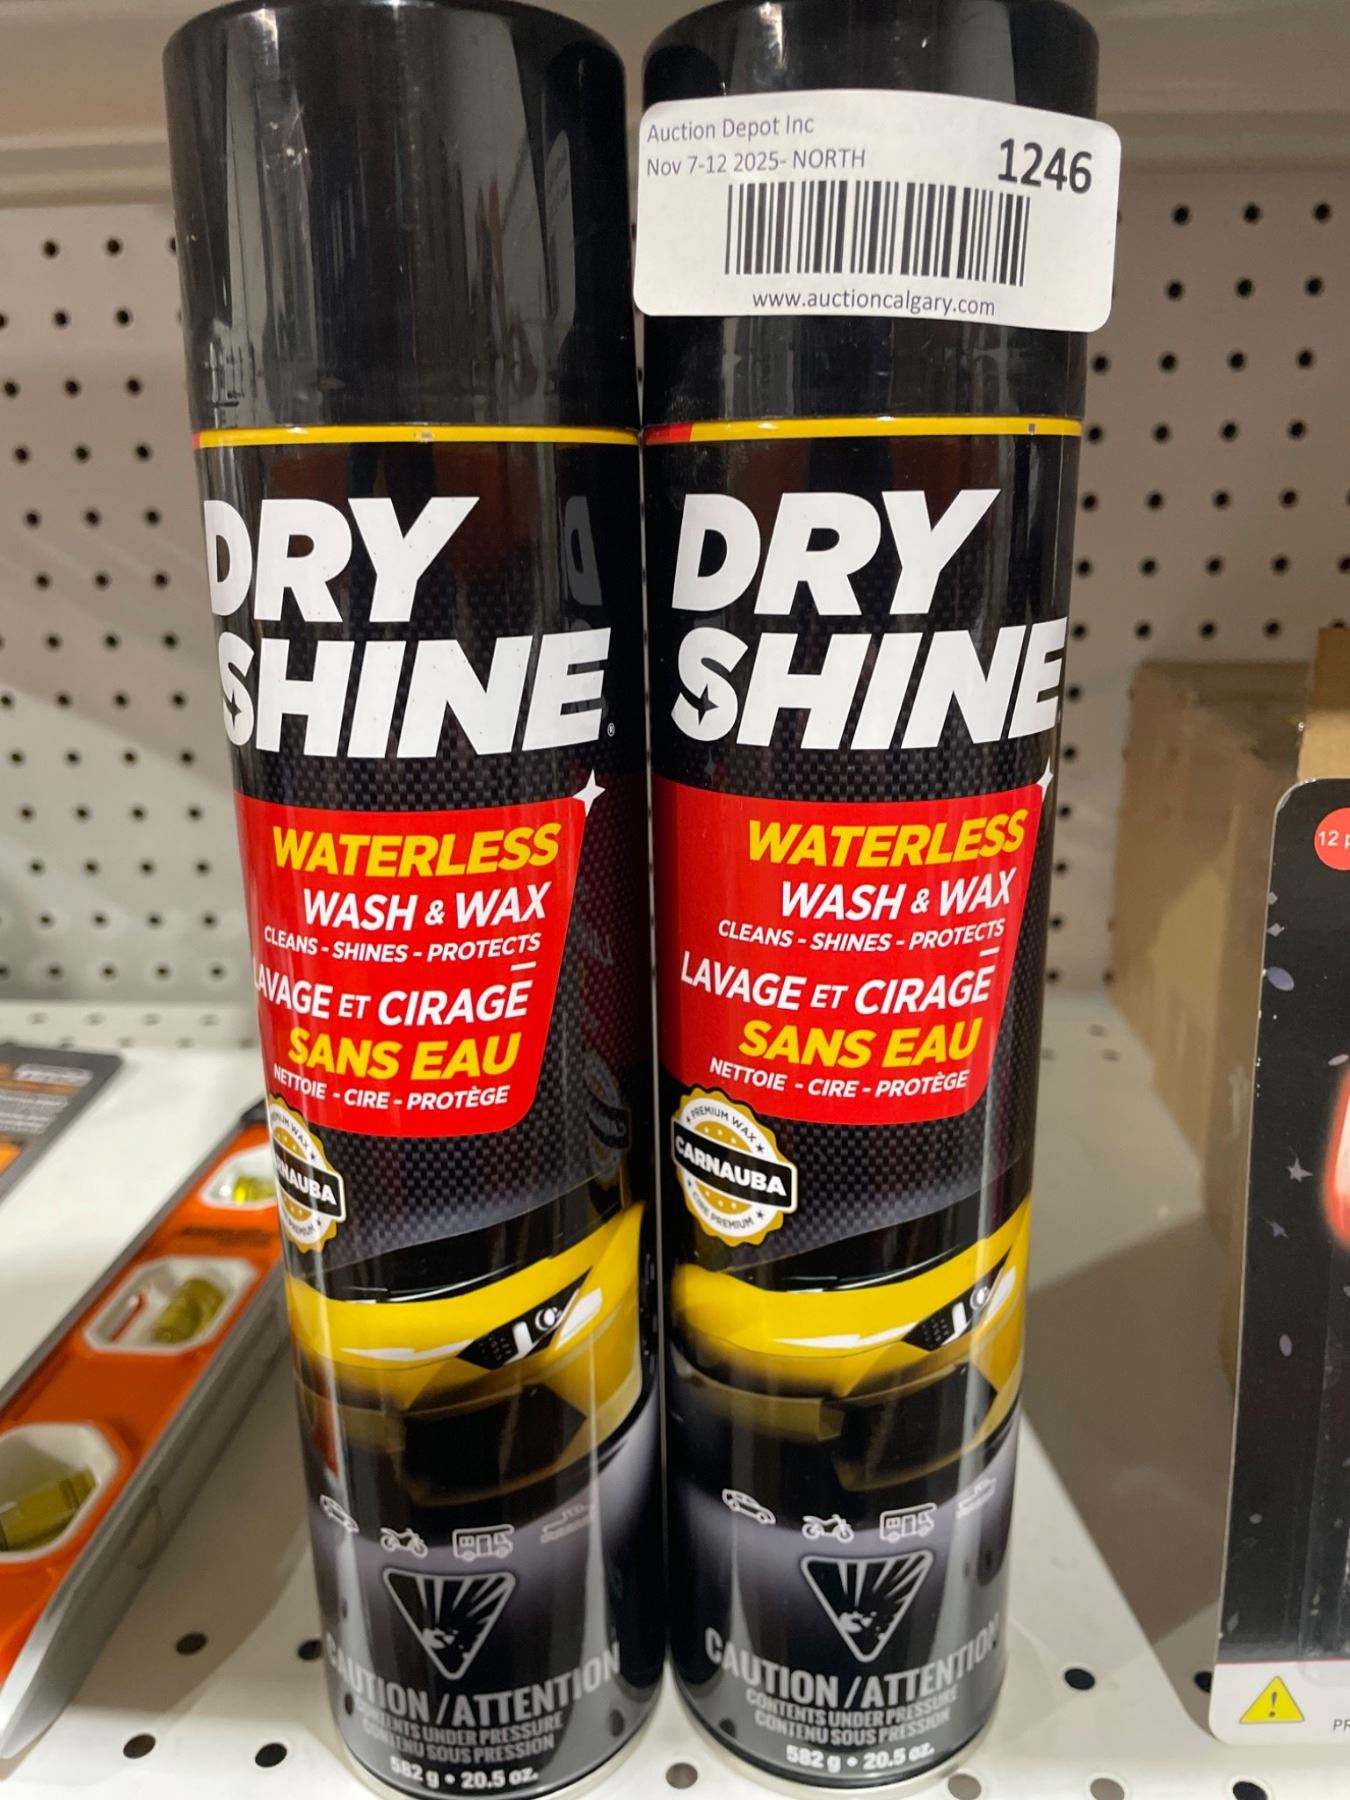 Auction Depot Inc
Nov 7-12 2025- NORTH
1246
www.auctioncalgary.com
DRY
SHINE®
WATERLESS
WASH & WAX
CLEANS - SHINES - PROTECTS
LAVAGE ET CIRAGE
SANS EAU
NETTOIE - CIRE - PROTÈGE
CARNAUBA
CAUTION / ATTENTION
CONTENTS UNDER PRESSURE
CONTENU SOUS PRESSION
582 g • 20.5 oz.
DRY
SHINE
WATERLESS
WASH & WAX
CLEANS - SHINES - PROTECTS
LAVAGE ET CIRAGE
SANS EAU
NETTOIE - CIRE - PROTÈGE
PREMIUM WAX
CARNAUBA
CIRE PREMIUM
CAUTION / ATTENTION
CONTENTS UNDER PRESSURE
CONTENU SOUS PRESSION
582 g • 20.5 oz.
12